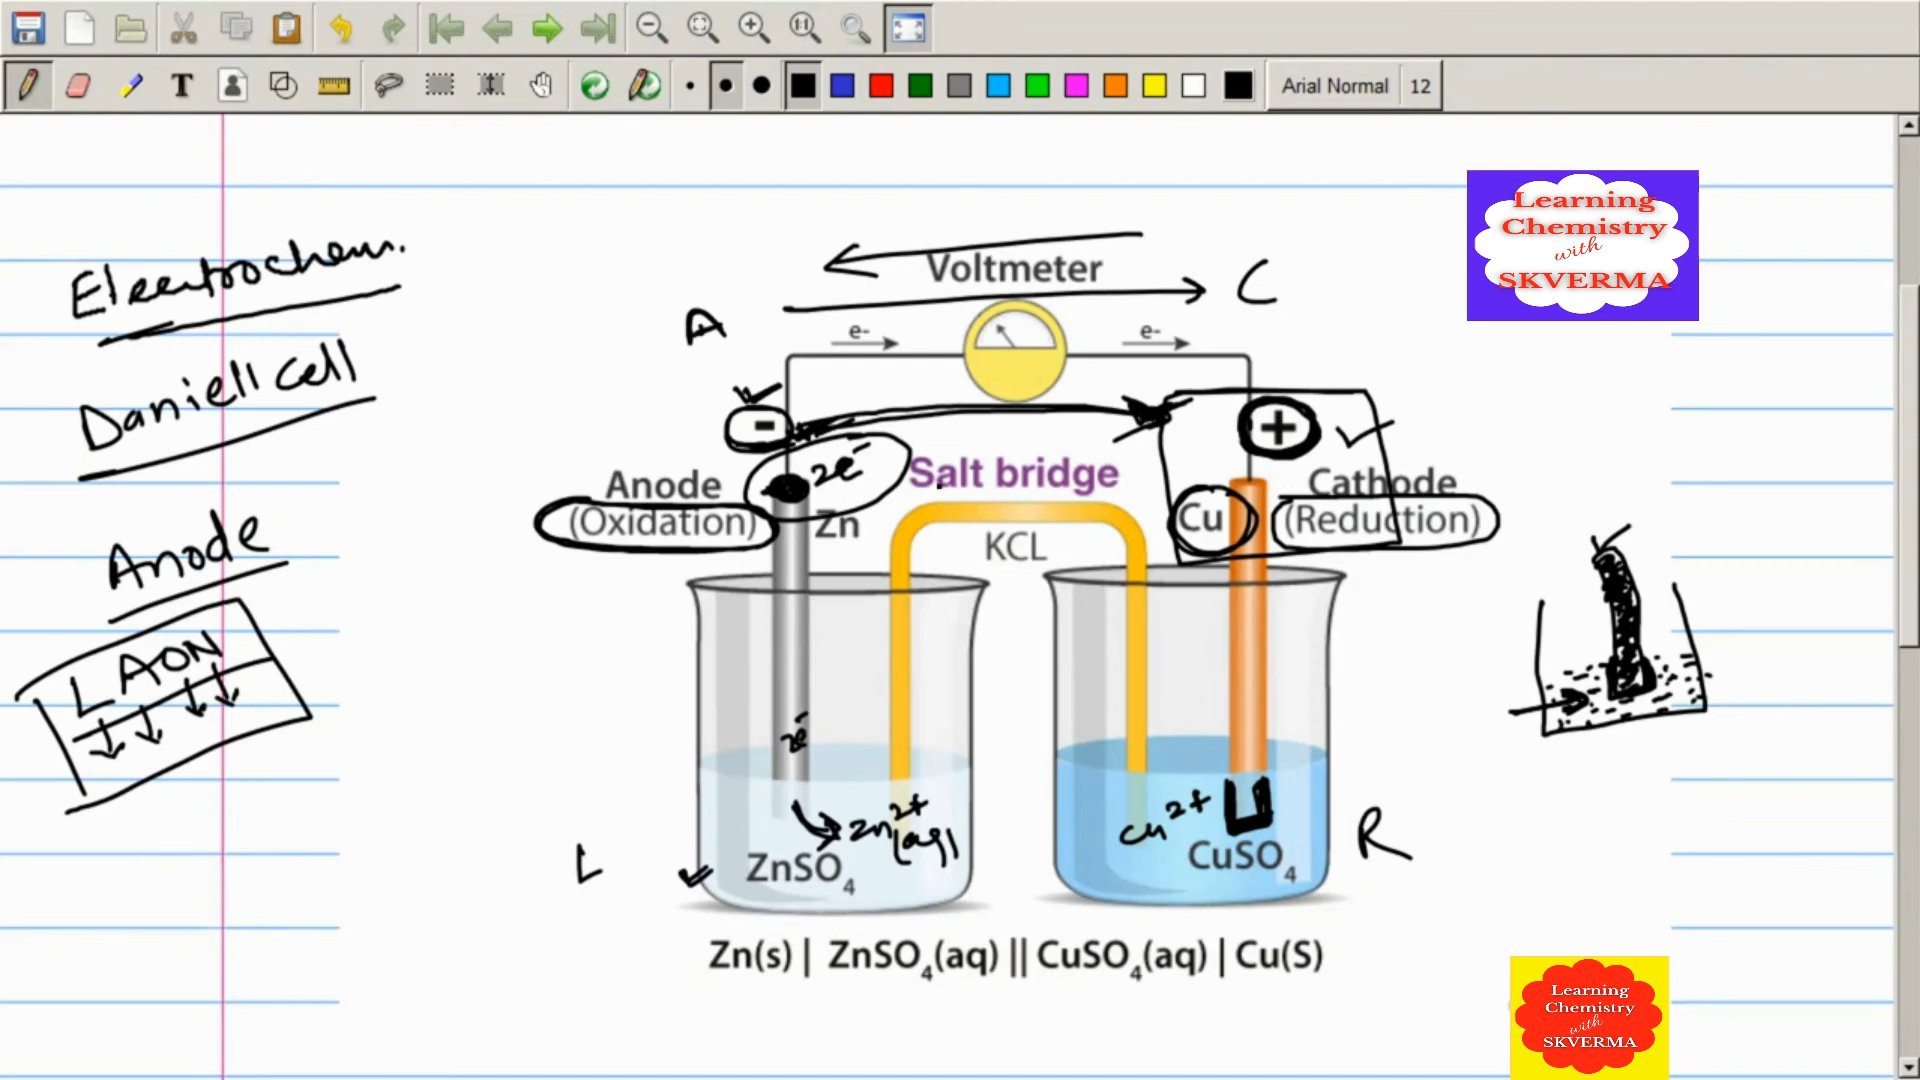 Arial Normal 12
Learning
Chemistry
with
SKVERMA
Electrochem.
Daniell Cell
Anode
LAON
Voltmeter
A
C
e-
e-
-
+
2e-
Salt bridge
Anode
(Oxidation)
Zn
KCL
Cu
Cathode
(Reduction)
2e-
Zn2+
(aq)
Cu2+
ZnSO4
CuSO4
L
R
Zn(s) | ZnSO4(aq) || CuSO4(aq) | Cu(S)
Learning
Chemistry
with
SKVERMA